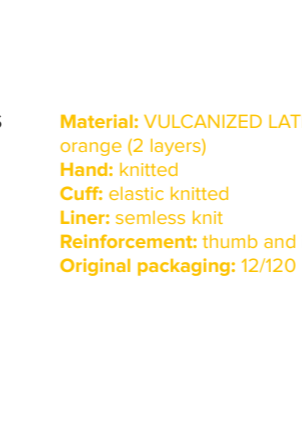 Material: VULCANIZED LAT
orange (2 layers)
Hand: knitted
Cuff: elastic knitted
Liner: semless knit
Reinforcement: thumb and
Original packaging: 12/120